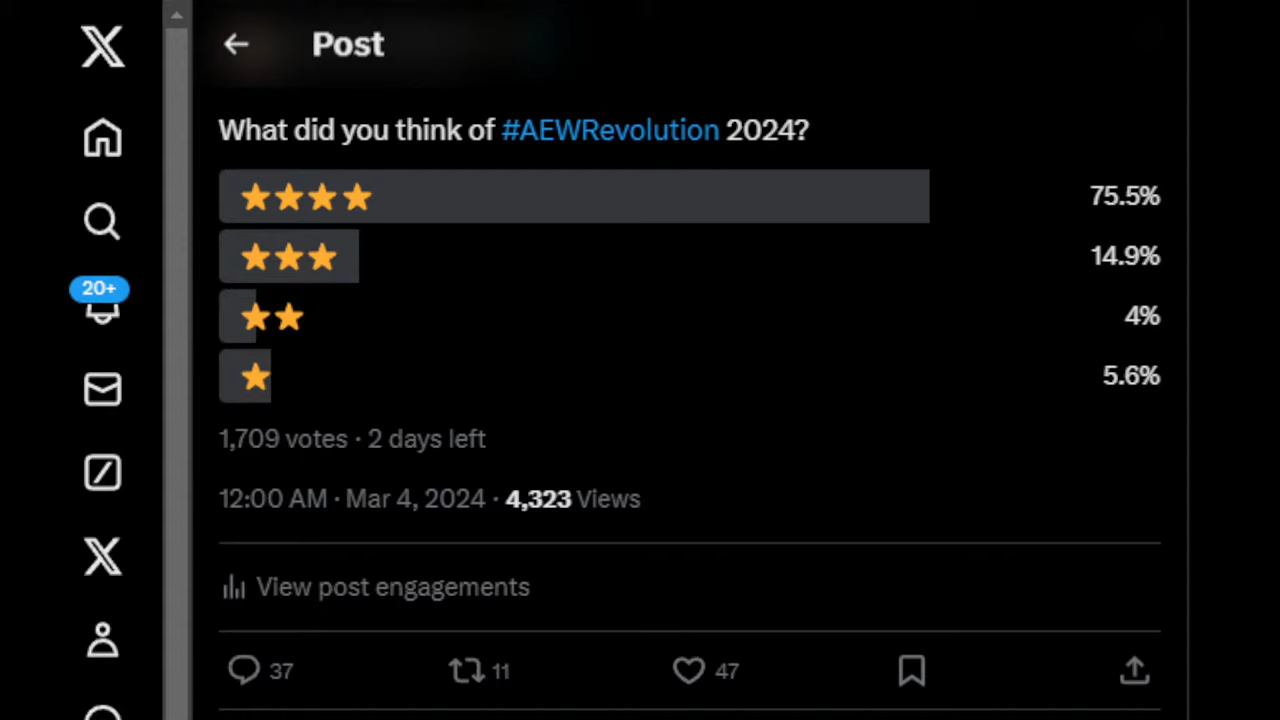 Post
What did you think of #AEWRevolution 2024?
75.5%
14.9%
20+
4%
5.6%
1,709 votes · 2 days left
12:00 AM · Mar 4, 2024 · 4,323 Views
View post engagements
37 11 47